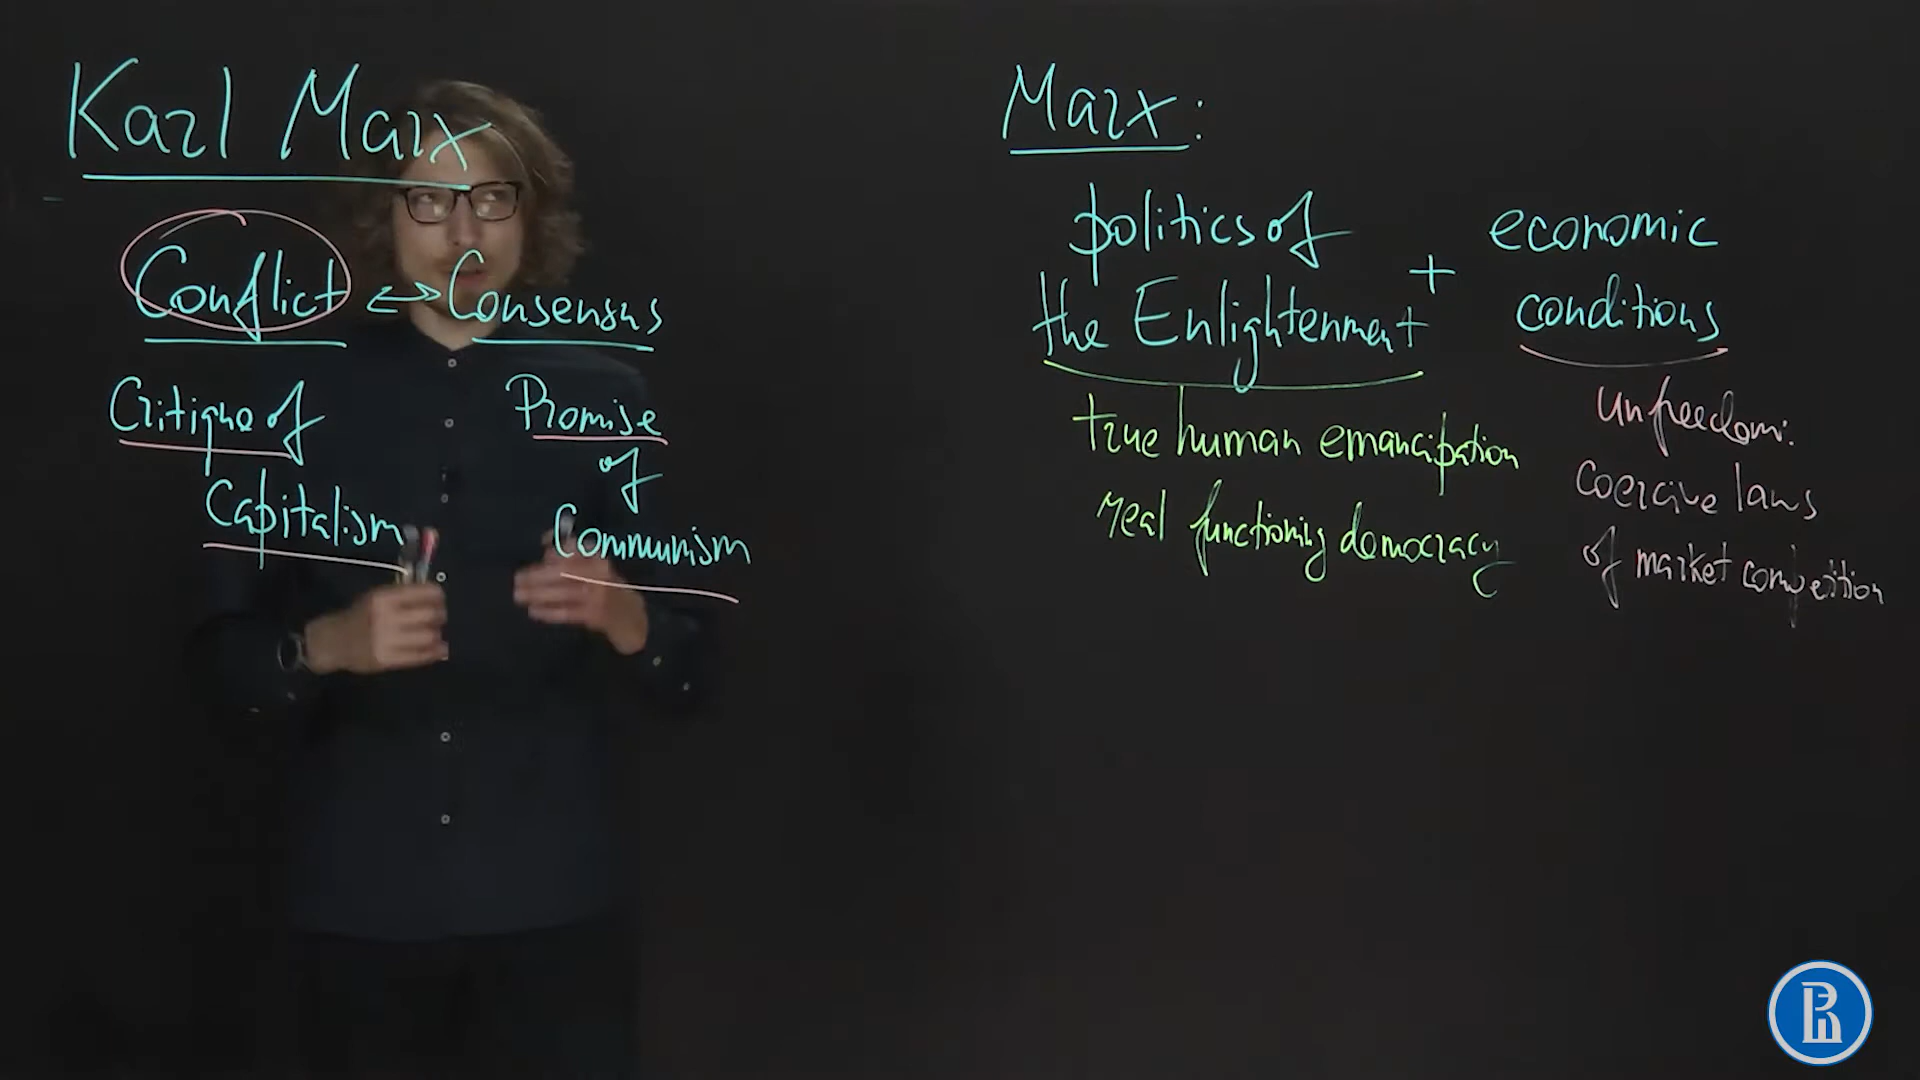 Karl Marx
Conflict ↔ Consensus
Critique of
Capitalism
Promise
of
Communism
Marx:
politics of
the Enlightenment
+
economic
conditions
true human emancipation
real functioning democracy
unfreedom:
coercive laws
of market competition